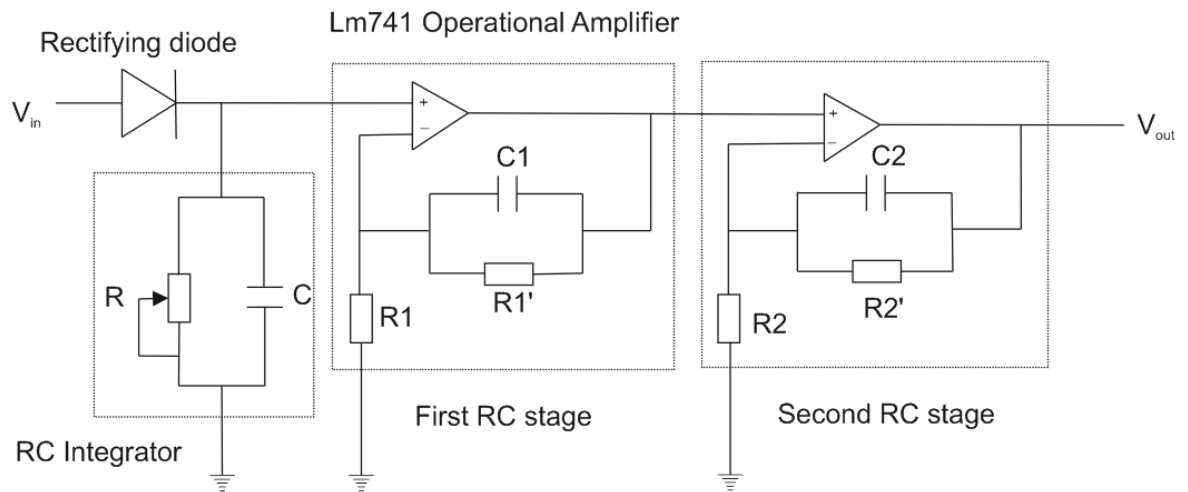 Lm741 Operational Amplifier
Rectifying diode
V_in
+
−
+
−
V_out
C1
C2
R
C
R1
R1'
R2
R2'
First RC stage
Second RC stage
RC Integrator